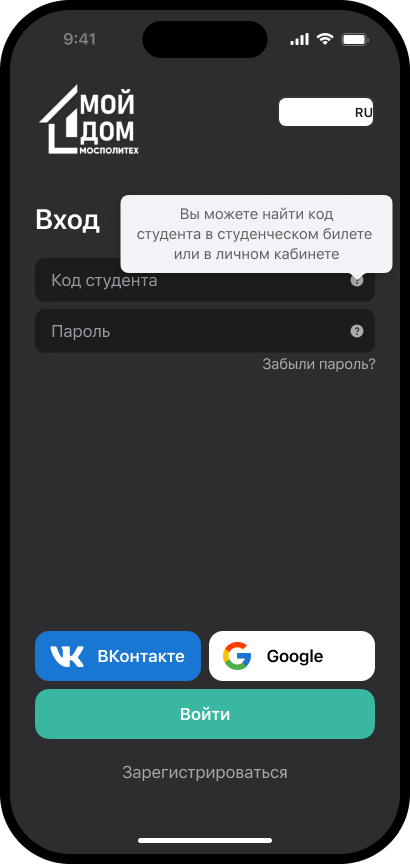 9:41
МОЙ
ДОМ
МОСПОЛИТЕХ
RU
Вход
Вы можете найти код
студента в студенческом билете
или в личном кабинете
Код студента
?
Пароль
?
Забыли пароль?
ВКонтакте
Google
Войти
Зарегистрироваться